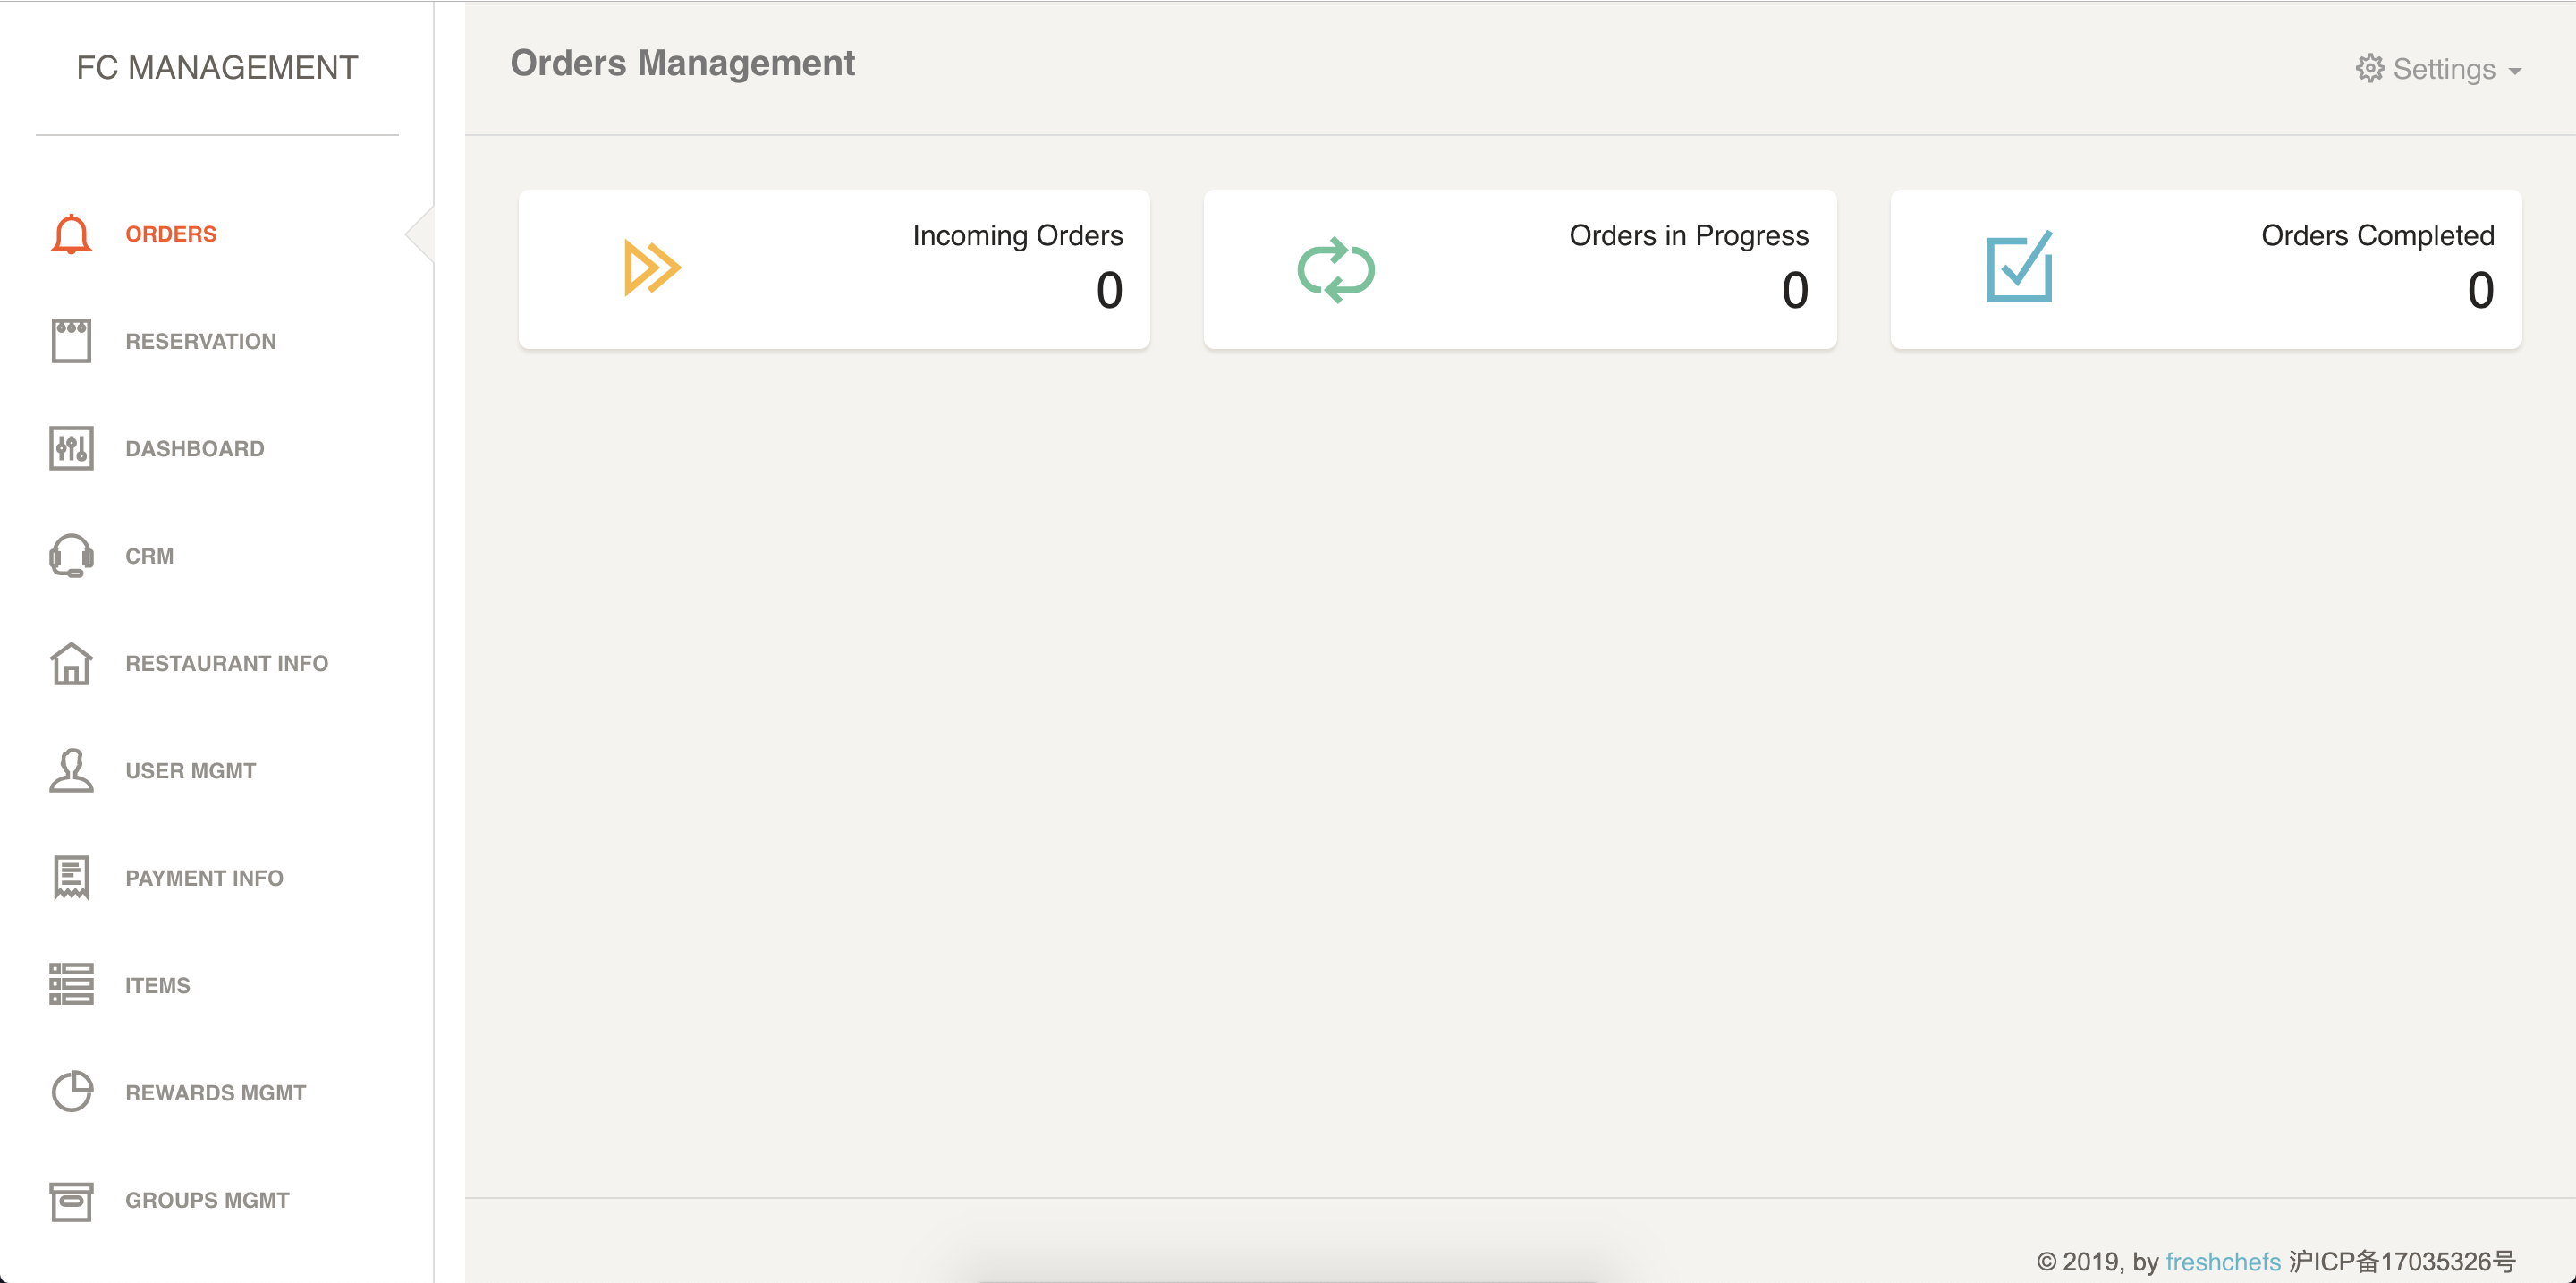 FC MANAGEMENT
ORDERS
RESERVATION
DASHBOARD
CRM
RESTAURANT INFO
USER MGMT
PAYMENT INFO
ITEMS
REWARDS MGMT
GROUPS MGMT
Orders Management
Settings
Incoming Orders
0
Orders in Progress
0
Orders Completed
0
© 2019, by freshchefs 沪ICP备17035326号